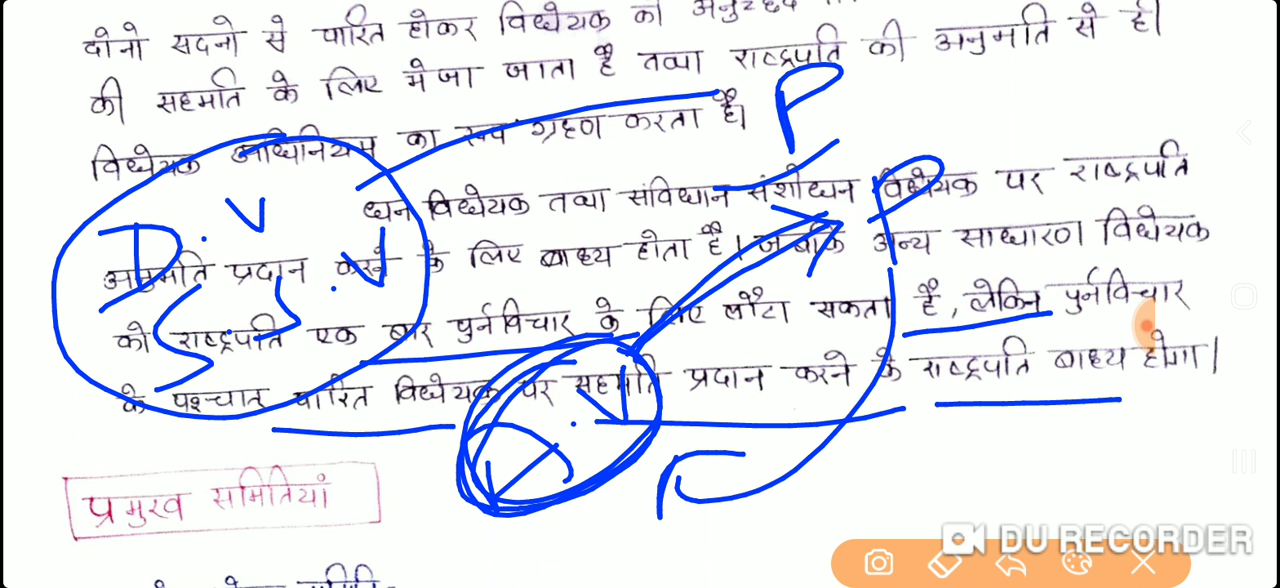 दोनो सदनो से पारित होकर विधेयक को
की सहमति के लिए भेजा जाता है तथा राष्ट्रपति की अनुमति से ही
विधेयक अधिनियम का रूप ग्रहण करता है।
धन विधेयक तथा संविधान संशोधन विधेयक पर राष्ट्रपति
अनुमति प्रदान करने के लिए बाध्य होता है। जबकि अन्य साधारण विधेयक
को राष्ट्रपति एक बार पुर्नविचार के लिए लौटा सकता है, लेकिन पुर्नविचार
के पश्चात पारित विधेयक पर सहमति प्रदान करने के राष्ट्रपति बाध्य होगा।
P
P
D.V
S.S.V
D.V
प्रमुख समितियां
DU RECORDER